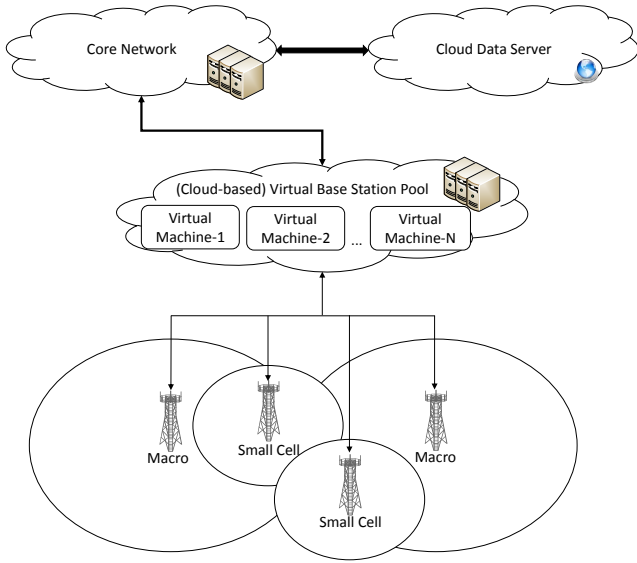 Core Network
Cloud Data Server
(Cloud-based) Virtual Base Station Pool
Virtual
Machine-1
Virtual
Machine-2
...
Virtual
Machine-N
Macro
Small Cell
Macro
Small Cell